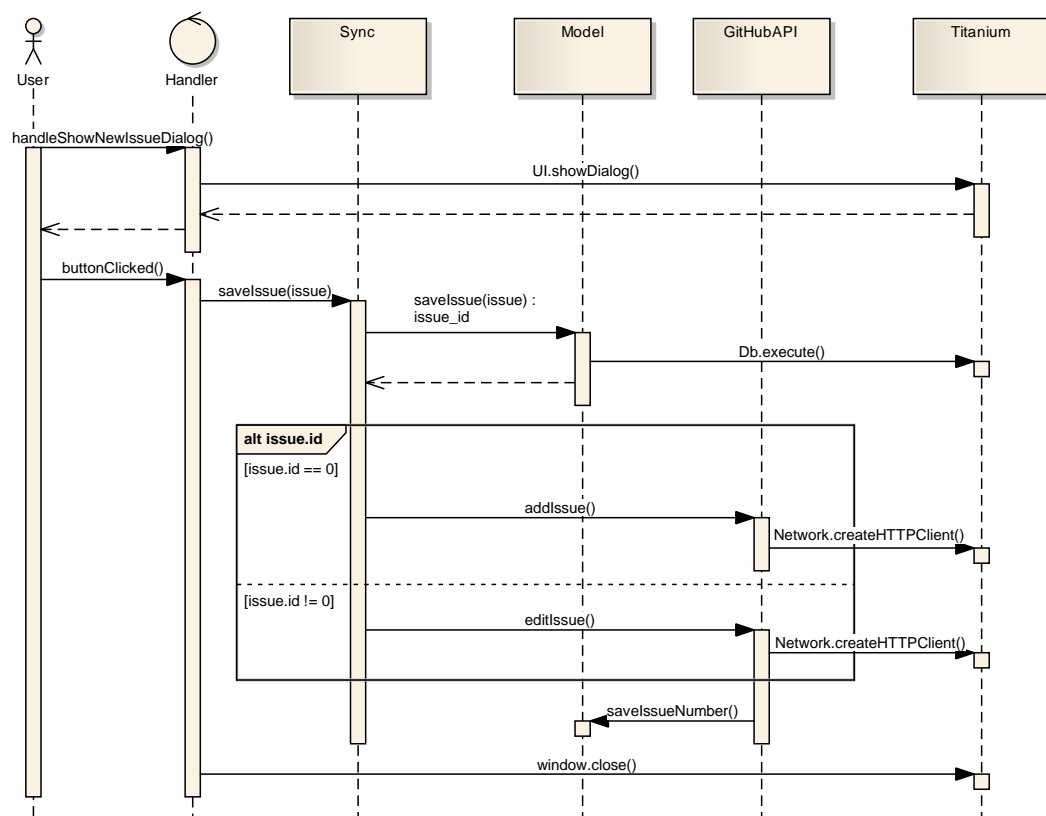 Sync
Model
GitHubAPI
Titanium
User
Handler
handleShowNewIssueDialog()
UI.showDialog()
buttonClicked()
saveIssue(issue)
saveIssue(issue) :
issue_id
Db.execute()
alt issue.id
[issue.id == 0]
addIssue()
Network.createHTTPClient()
[issue.id != 0]
editIssue()
Network.createHTTPClient()
saveIssueNumber()
window.close()